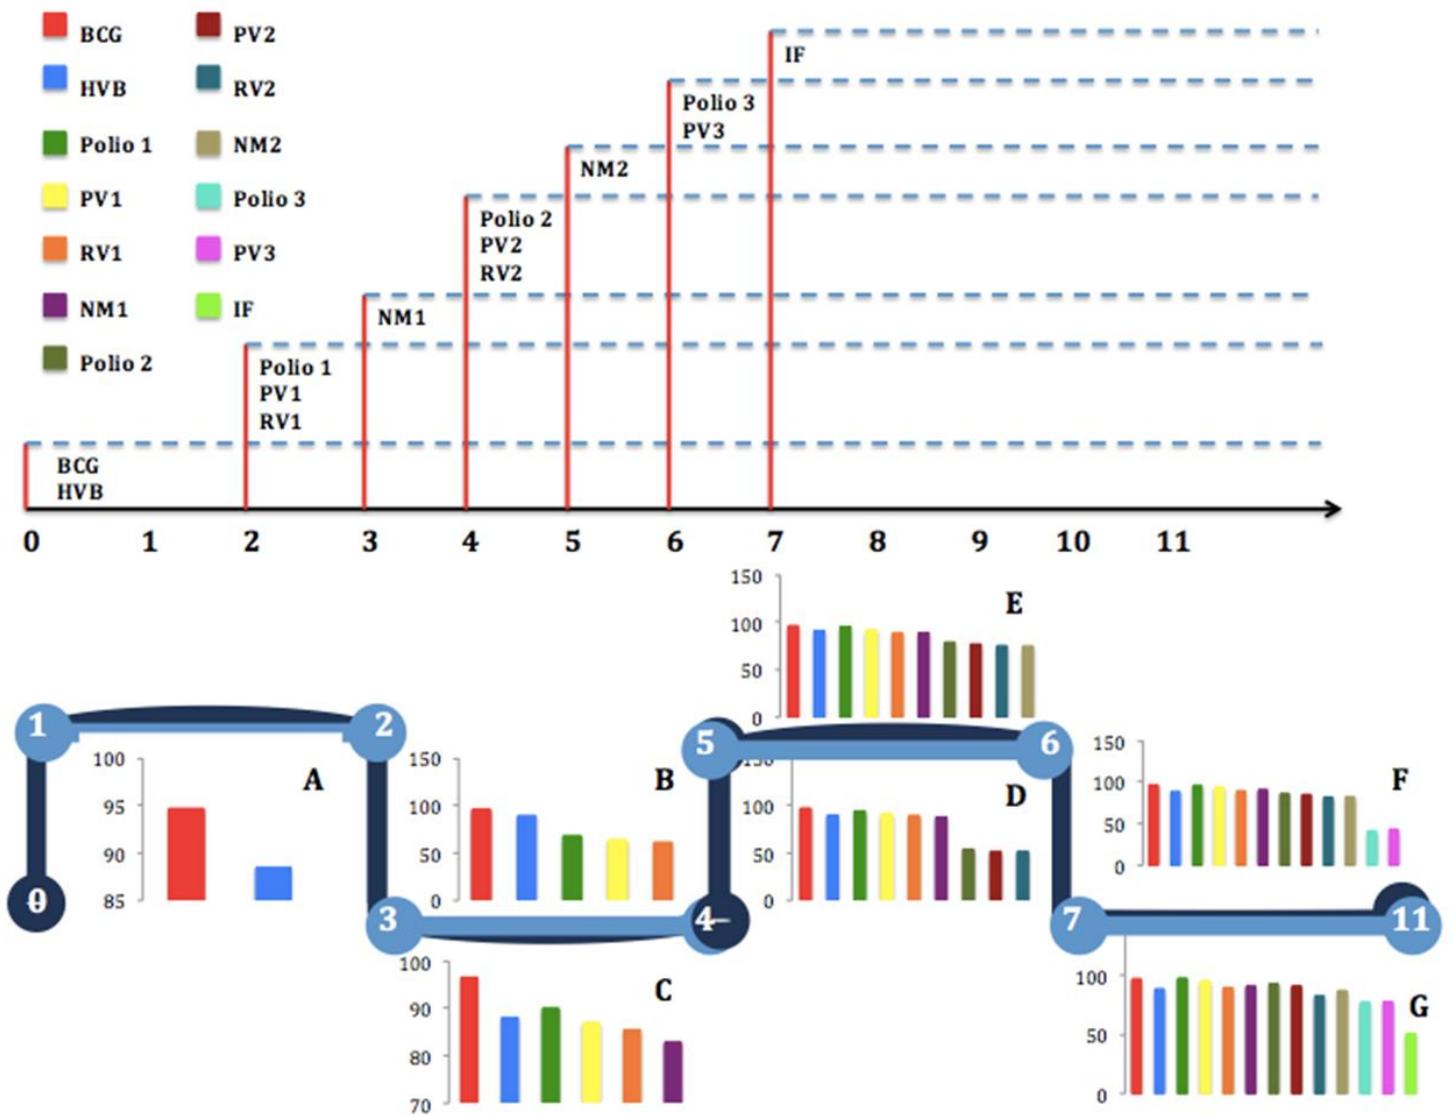 BCG
HVB
Polio 1
PV1
RV1
NM1
Polio 2
PV2
RV2
NM2
Polio 3
PV3
IF
IF
Polio 3
PV3
NM2
Polio 2
PV2
RV2
NM1
Polio 1
PV1
RV1
BCG
HVB
0 1 2 3 4 5 6 7 8 9 10 11
150
100
50
0
E
1
2
0
100
95
90
85
A
150
100
50
0
B
3
4
100
90
80
70
C
5
6
150
100
50
0
D
150
100
50
0
F
7
11
100
50
0
G